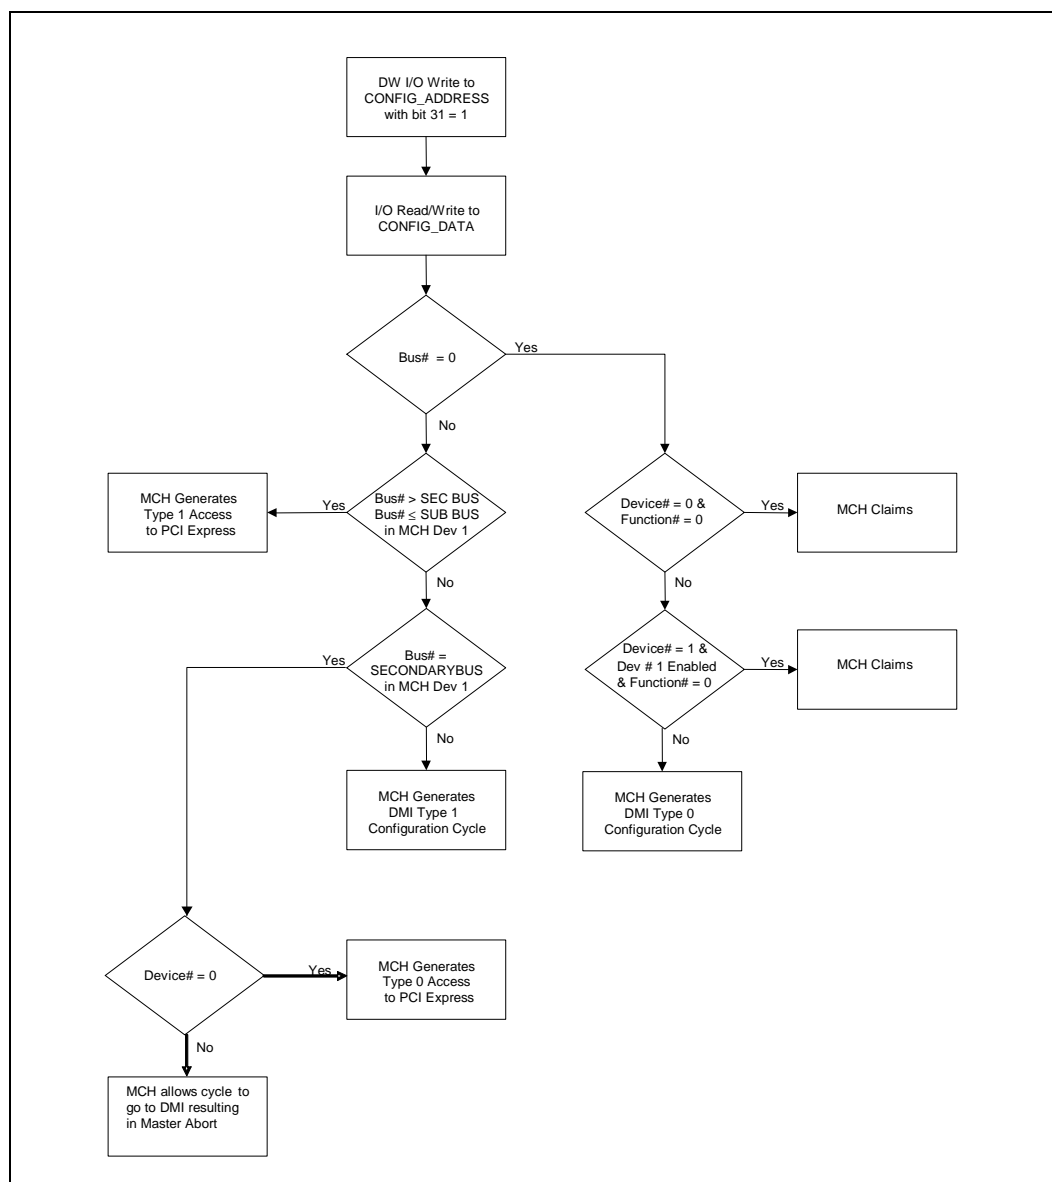 DW I/O Write to
CONFIG_ADDRESS
with bit 31 = 1
I/O Read/Write to
CONFIG_DATA
Bus# = 0
Yes
No
MCH Generates
Type 1 Access
to PCI Express
Yes
Bus# > SEC BUS
Bus# ≤ SUB BUS
in MCH Dev 1
No
Device# = 0 &
Function# = 0
Yes
MCH Claims
No
Yes
Bus# =
SECONDARYBUS
in MCH Dev 1
No
Device# = 1 &
Dev # 1 Enabled
& Function# = 0
Yes
MCH Claims
No
MCH Generates
DMI Type 1
Configuration Cycle
MCH Generates
DMI Type 0
Configuration Cycle
Device# = 0
Yes
MCH Generates
Type 0 Access
to PCI Express
No
MCH allows cycle to
go to DMI resulting
in Master Abort